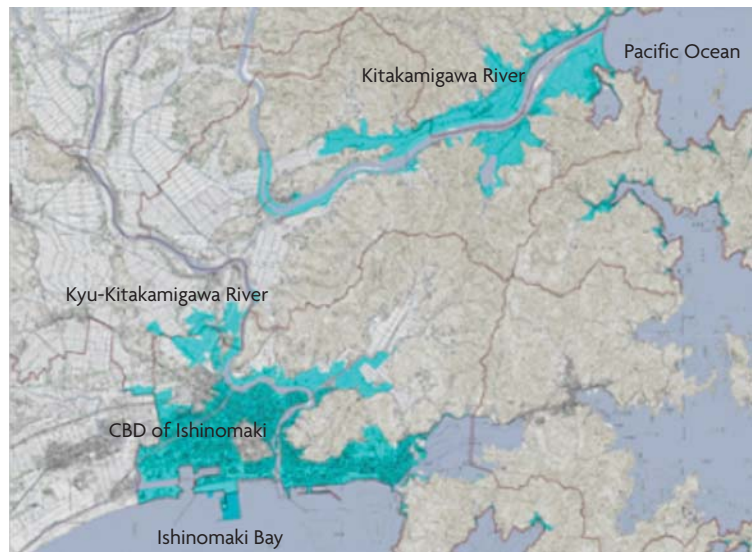 Pacific Ocean
Kitakamigawa River
Kyu-Kitakamigawa River
CBD of Ishinomaki
Ishinomaki Bay